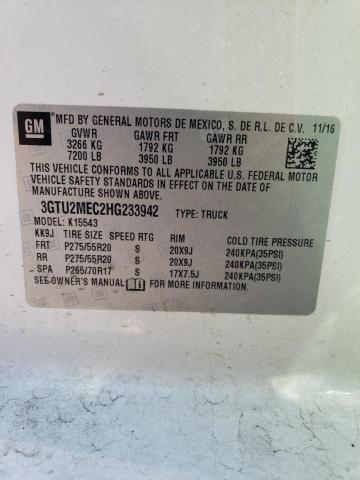 GM
MFD BY GENERAL MOTORS DE MEXICO, S. DE R.L. DE C.V. 11/16
GVWR GAWR FRT GAWR RR
3266 KG 1792 KG 1792 KG
7200 LB 3950 LB 3950 LB
THIS VEHICLE CONFORMS TO ALL APPLICABLE U.S. FEDERAL MOTOR
VEHICLE SAFETY STANDARDS IN EFFECT ON THE DATE OF
MANUFACTURE SHOWN ABOVE.
3GTU2MEC2HG233942 TYPE: TRUCK
MODEL: K15543
KK9J TIRE SIZE SPEED RTG RIM COLD TIRE PRESSURE
FRT P275/55R20 S 20X9J 240KPA(35PSI)
RR P275/55R20 S 20X9J 240KPA(35PSI)
SPA P265/70R17 S 17X7.5J 240KPA(35PSI)
SEE OWNER'S MANUAL FOR MORE INFORMATION